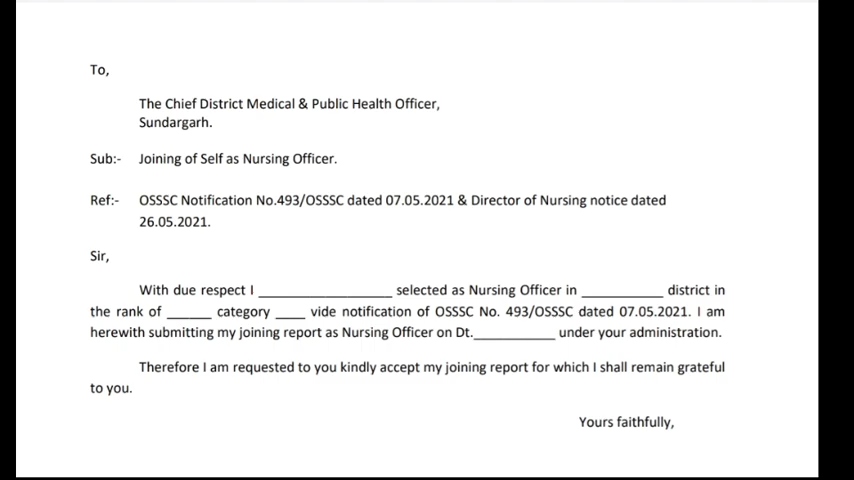 To,
The Chief District Medical & Public Health Officer,
Sundargarh.
Sub:- Joining of Self as Nursing Officer.
Ref:- OSSSC Notification No.493/OSSSC dated 07.05.2021 & Director of Nursing notice dated
26.05.2021.
Sir,
With due respect I ___________________ selected as Nursing Officer in ___________ district in
the rank of ______ category ____ vide notification of OSSSC No. 493/OSSSC dated 07.05.2021. I am
herewith submitting my joining report as Nursing Officer on Dt.___________ under your administration.
Therefore I am requested to you kindly accept my joining report for which I shall remain grateful
to you.
Yours faithfully,